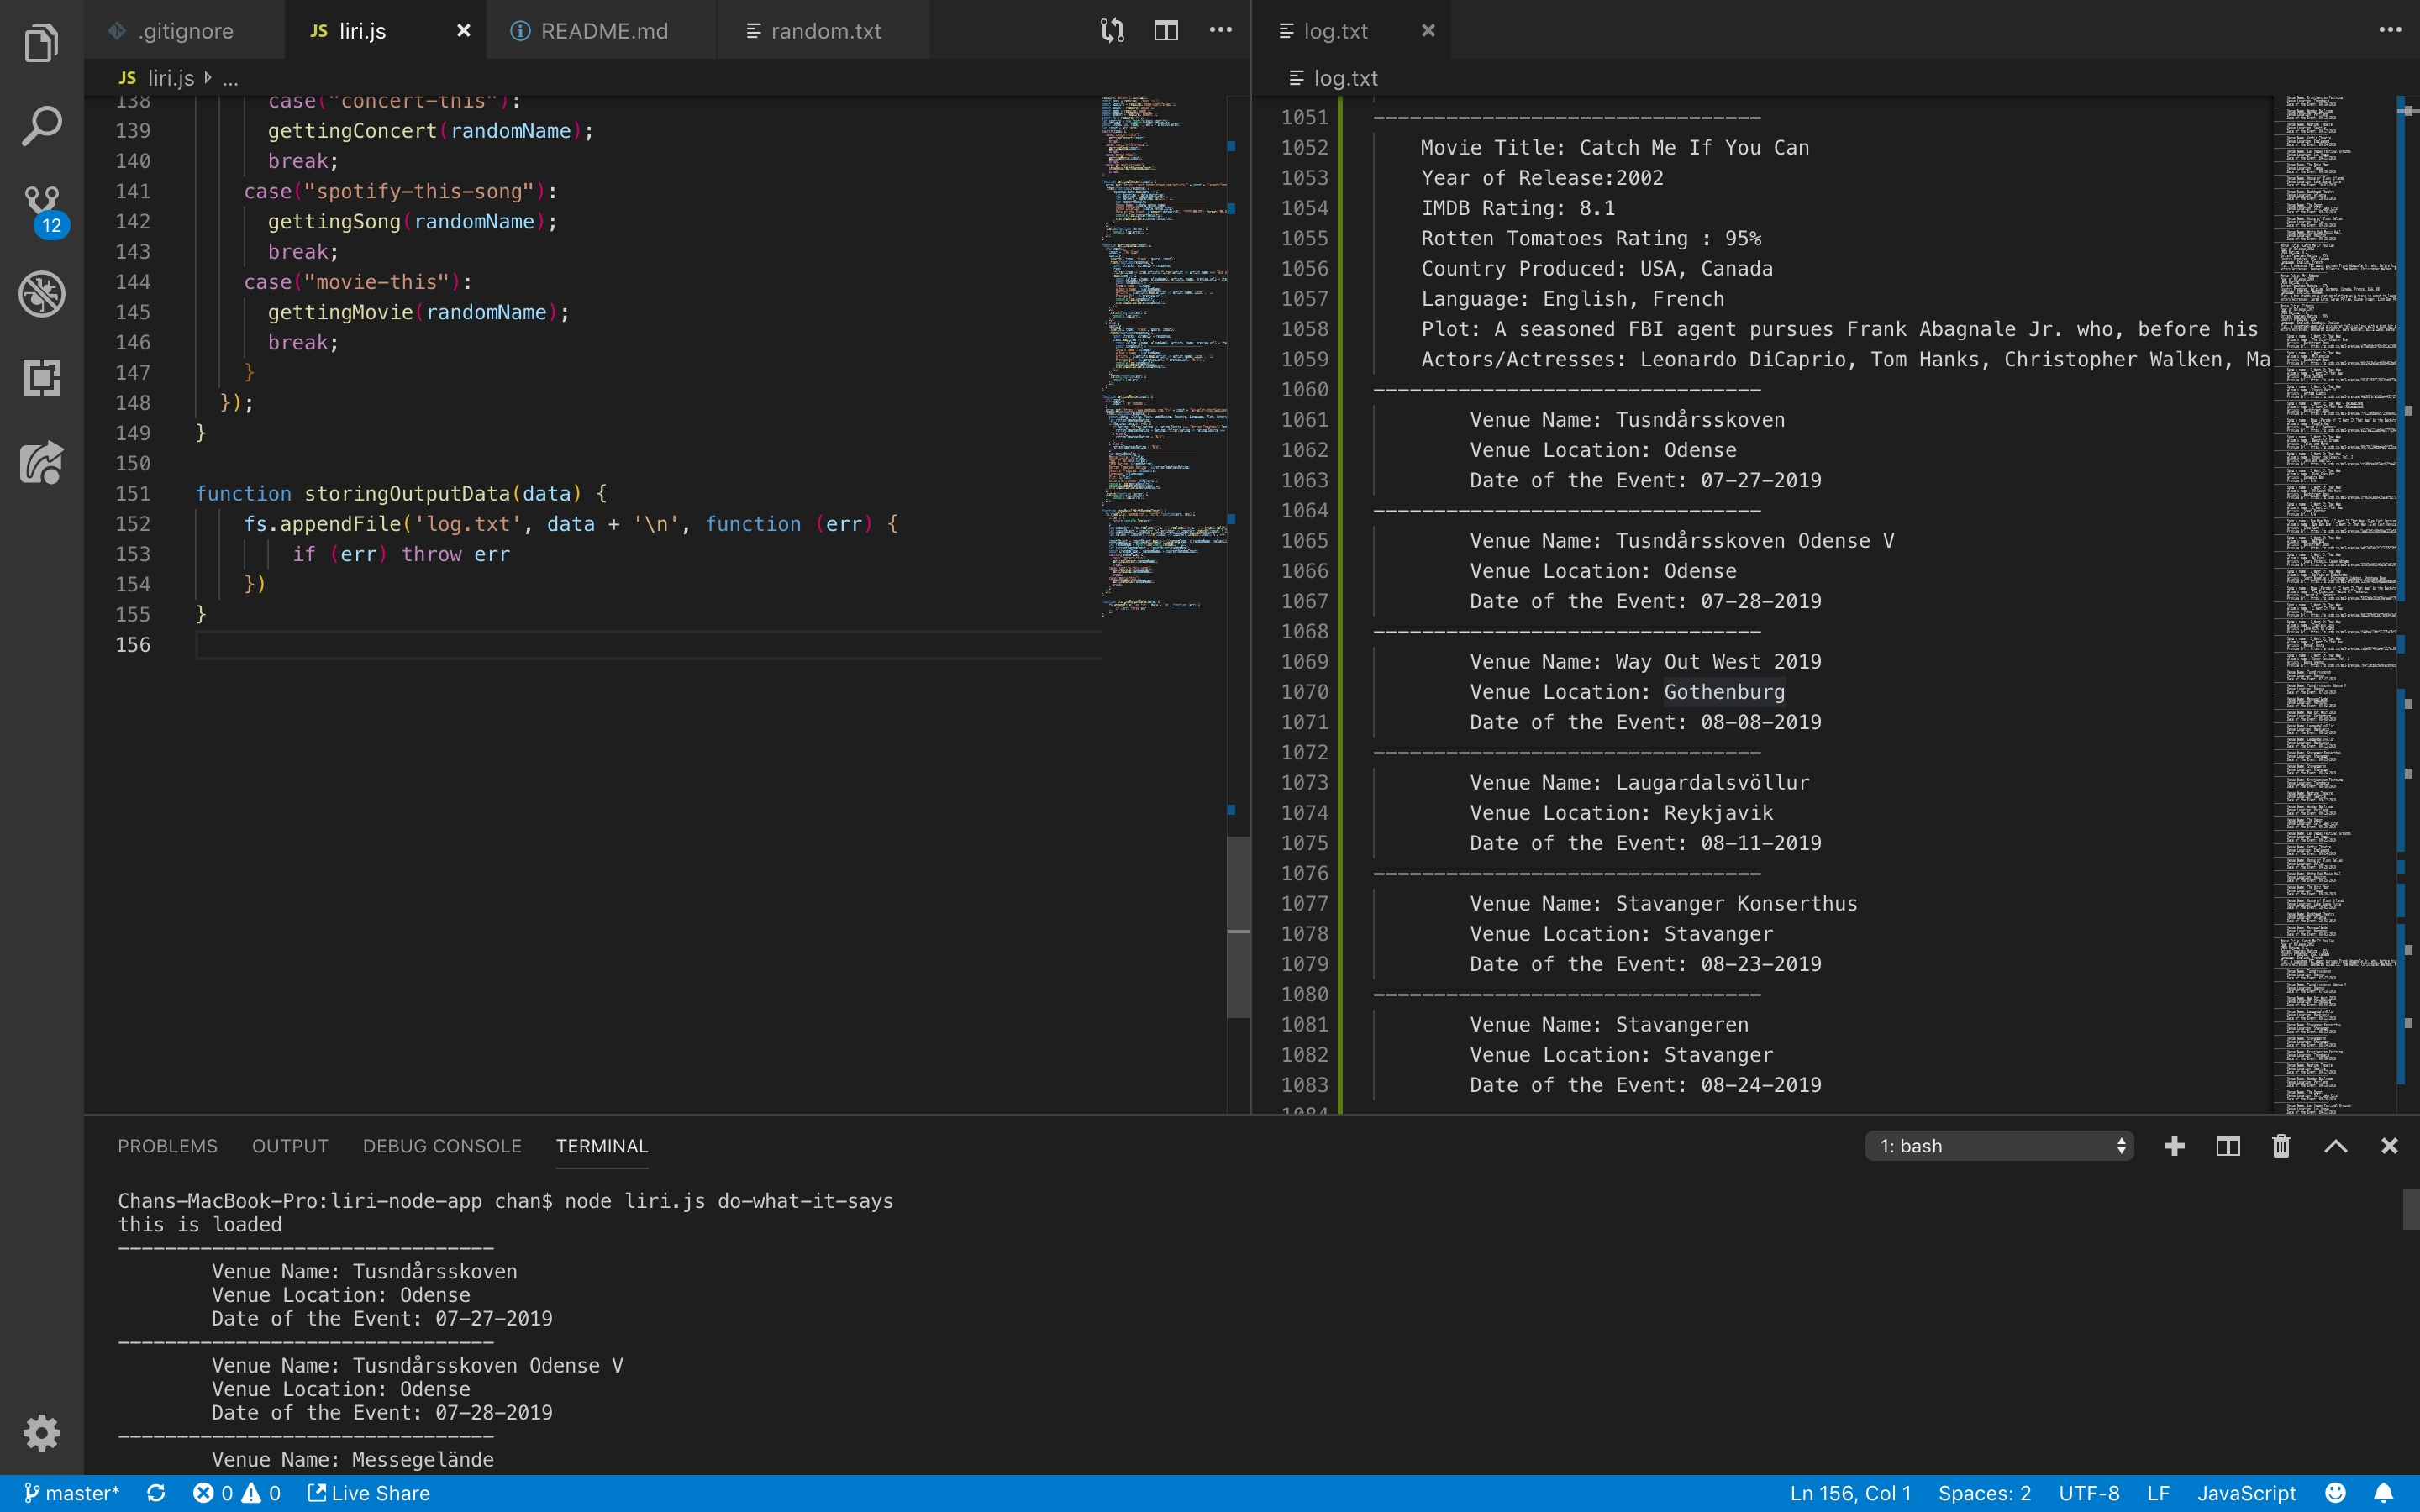 .gitignore
JS liri.js
README.md
random.txt
log.txt
JS liri.js ...
log.txt
12
138 case("concert-this"):
139 gettingConcert(randomName);
140 break;
141 case("spotify-this-song"):
142 gettingSong(randomName);
143 break;
144 case("movie-this"):
145 gettingMovie(randomName);
146 break;
147 }
148 });
149 }
150
151 function storingOutputData(data) {
152 fs.appendFile('log.txt', data + '\n', function (err) {
153 if (err) throw err
154 })
155 }
156
1051 --------------------------------
1052 Movie Title: Catch Me If You Can
1053 Year of Release:2002
1054 IMDB Rating: 8.1
1055 Rotten Tomatoes Rating : 95%
1056 Country Produced: USA, Canada
1057 Language: English, French
1058 Plot: A seasoned FBI agent pursues Frank Abagnale Jr. who, before his
1059 Actors/Actresses: Leonardo DiCaprio, Tom Hanks, Christopher Walken, Ma
1060 --------------------------------
1061 Venue Name: Tusndårsskoven
1062 Venue Location: Odense
1063 Date of the Event: 07-27-2019
1064 --------------------------------
1065 Venue Name: Tusndårsskoven Odense V
1066 Venue Location: Odense
1067 Date of the Event: 07-28-2019
1068 --------------------------------
1069 Venue Name: Way Out West 2019
1070 Venue Location: Gothenburg
1071 Date of the Event: 08-08-2019
1072 --------------------------------
1073 Venue Name: Laugardalsvöllur
1074 Venue Location: Reykjavik
1075 Date of the Event: 08-11-2019
1076 --------------------------------
1077 Venue Name: Stavanger Konserthus
1078 Venue Location: Stavanger
1079 Date of the Event: 08-23-2019
1080 --------------------------------
1081 Venue Name: Stavangeren
1082 Venue Location: Stavanger
1083 Date of the Event: 08-24-2019
1084
PROBLEMS OUTPUT DEBUG CONSOLE TERMINAL
1: bash
Chans-MacBook-Pro:liri-node-app chan$ node liri.js do-what-it-says
this is loaded
--------------------------------
Venue Name: Tusndårsskoven
Venue Location: Odense
Date of the Event: 07-27-2019
--------------------------------
Venue Name: Tusndårsskoven Odense V
Venue Location: Odense
Date of the Event: 07-28-2019
--------------------------------
Venue Name: Messegelände
master* 0 0 Live Share
Ln 156, Col 1 Spaces: 2 UTF-8 LF JavaScript